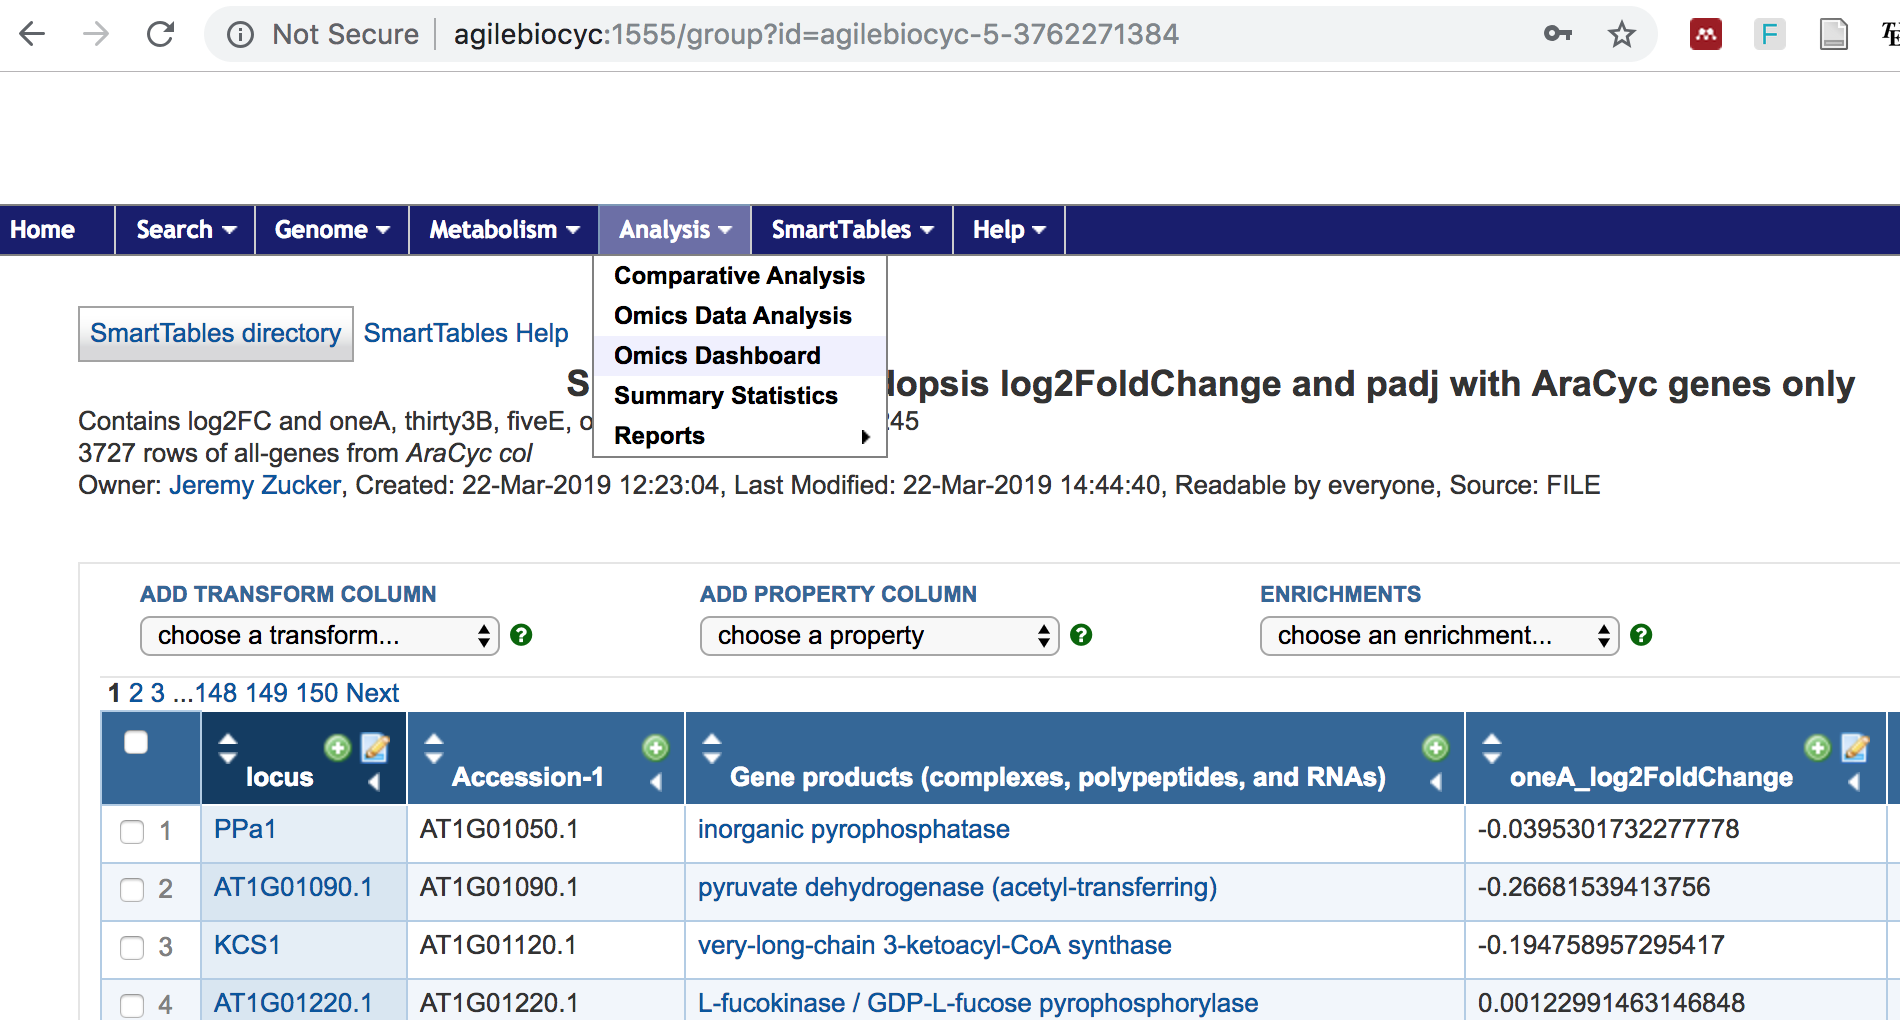 Not Secure agilebiocyc:1555/group?id=agilebiocyc-5-3762271384
F
Home Search Genome Metabolism Analysis SmartTables Help
Comparative Analysis
Omics Data Analysis
Omics Dashboard
Summary Statistics
Reports
SmartTables directory SmartTables Help
log2FoldChange and padj with AraCyc genes only
Contains log2FC and oneA, thirty3B, fiveE,
3727 rows of all-genes from AraCyc col
Owner: Jeremy Zucker, Created: 22-Mar-2019 12:23:04, Last Modified: 22-Mar-2019 14:44:40, Readable by everyone, Source: FILE
ADD TRANSFORM COLUMN ADD PROPERTY COLUMN ENRICHMENTS
choose a transform... ? choose a property ? choose an enrichment... ?
1 2 3 ...148 149 150 Next
locus Accession-1 Gene products (complexes, polypeptides, and RNAs) oneA_log2FoldChange
1 PPa1 AT1G01050.1 inorganic pyrophosphatase -0.0395301732277778
2 AT1G01090.1 AT1G01090.1 pyruvate dehydrogenase (acetyl-transferring) -0.26681539413756
3 KCS1 AT1G01120.1 very-long-chain 3-ketoacyl-CoA synthase -0.194758957295417
4 AT1G01220.1 AT1G01220.1 L-fucokinase / GDP-L-fucose pyrophosphorylase 0.00122991463146848